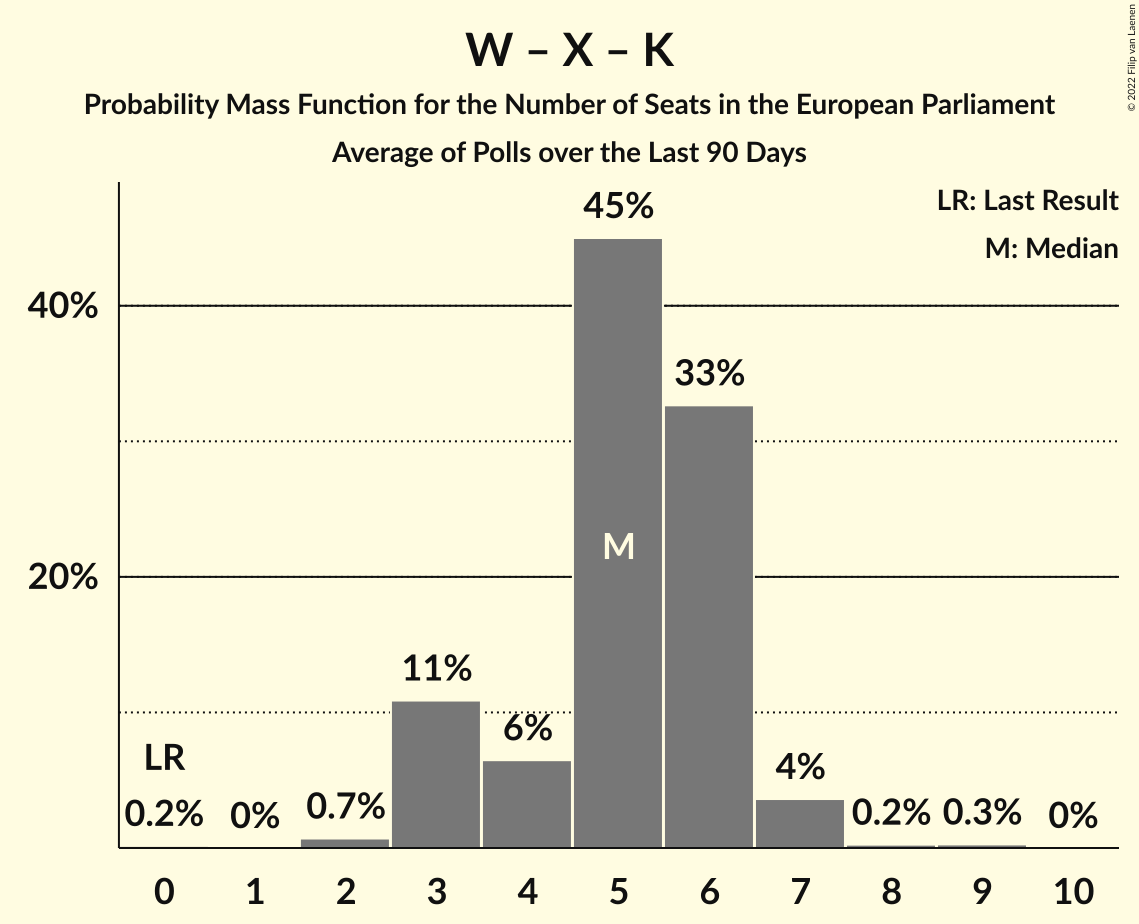 W – X – K
Probability Mass Function for the Number of Seats in the European Parliament
Average of Polls over the Last 90 Days
© 2022 Filip van Laenen
LR: Last Result
M: Median
45%
40%
33%
M
20%
11%
6%
LR
4%
0.2% 0% 0.7% 0.2% 0.3% 0%
0 1 2 3 4 5 6 7 8 9 10